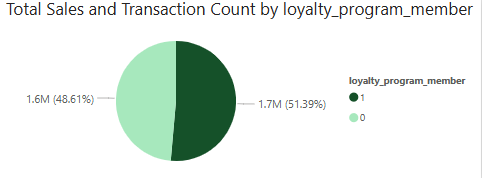 Total Sales and Transaction Count by loyalty_program_member
loyalty_program_member
1.6M (48.61%)
1.7M (51.39%)
1
0